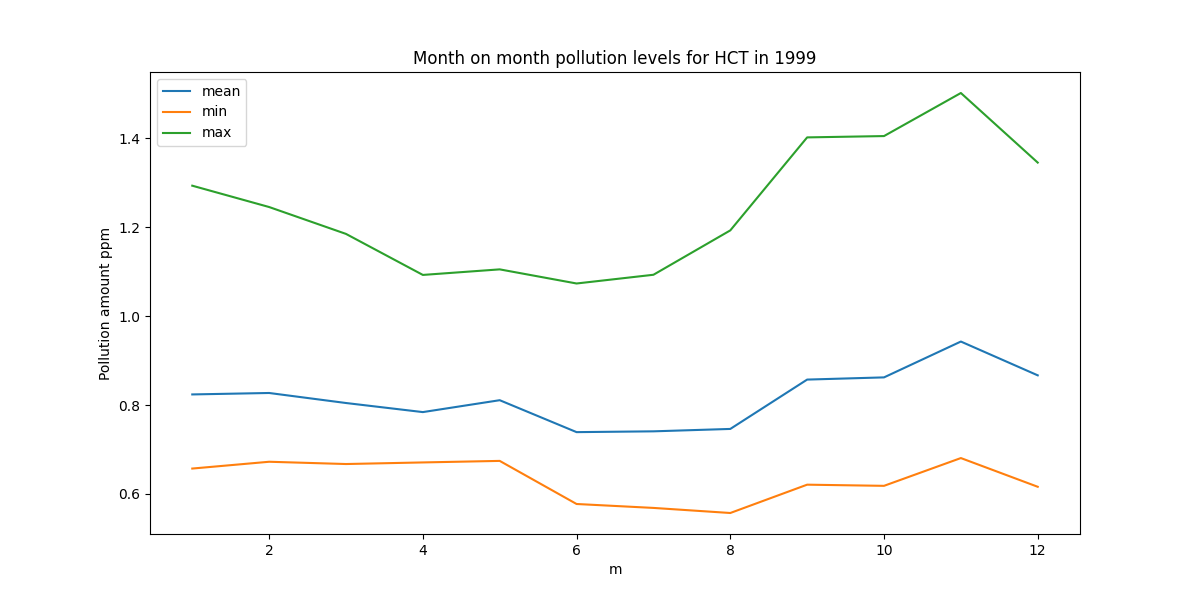 Month on month pollution levels for HCT in 1999
mean
min
max
1.4
1.2
1.0
0.8
0.6
Pollution amount ppm
2 4 6 8 10 12
m